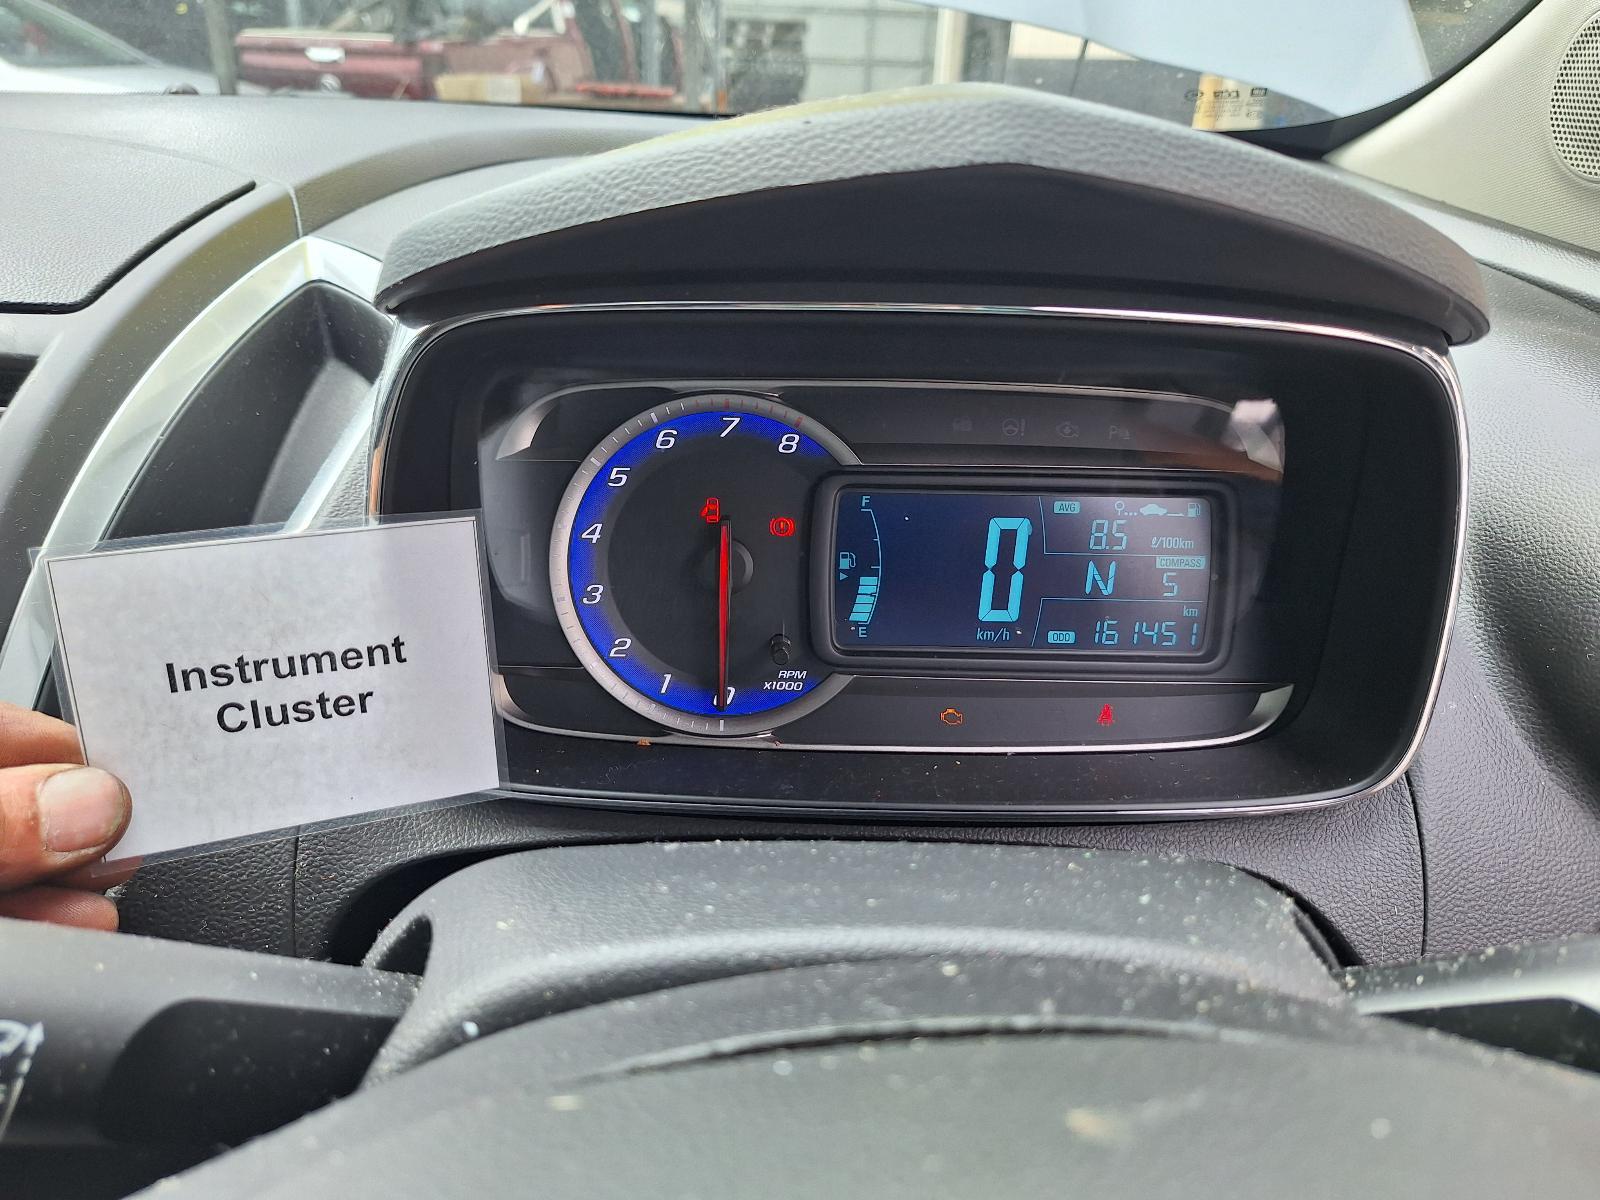 Instrument
Cluster
1
2
3
4
5
6
7
8
0
RPM
x1000
F
E
0
km/h
AVG
8.5 ℓ/100km
COMPASS
N S
km
ODO 161451
P